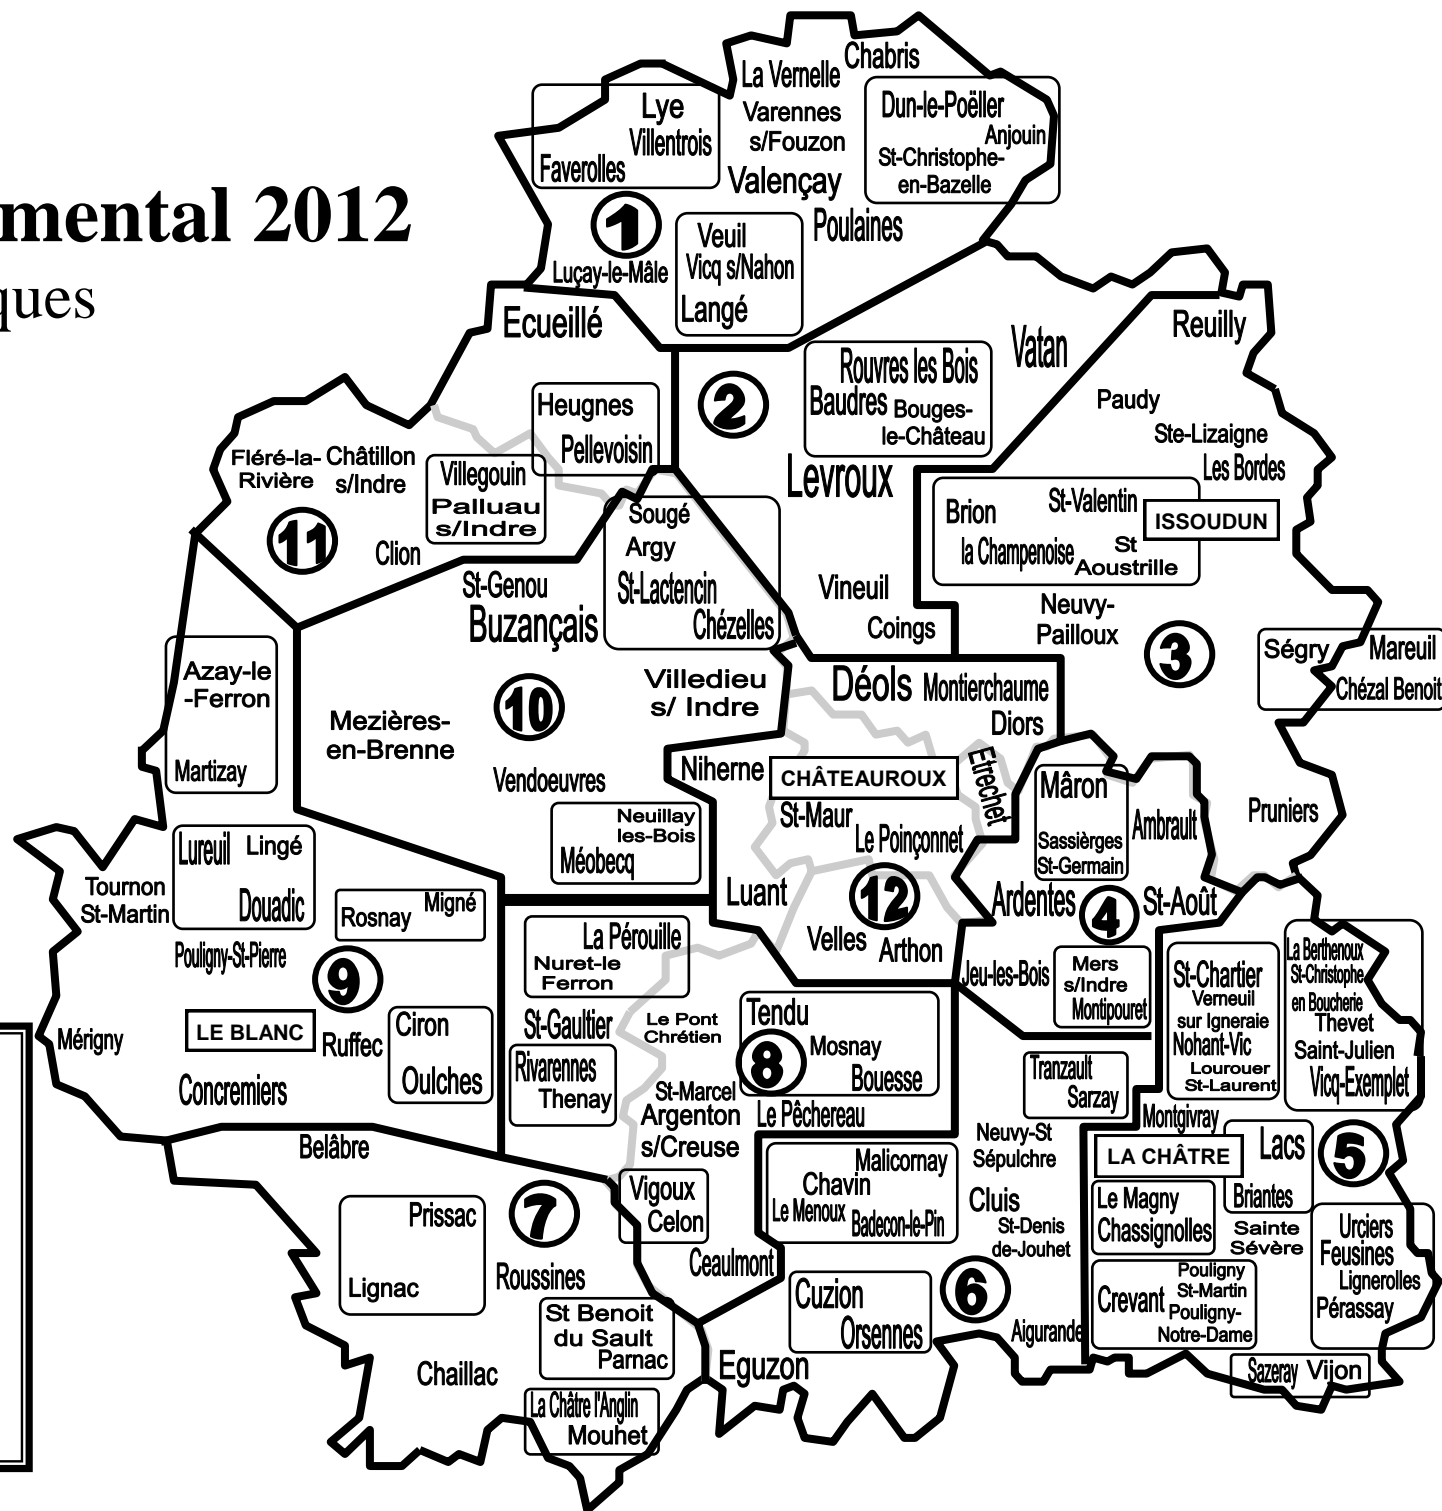 mental 2012
ques
Chabris
La Vernelle
Lye
Villentrois
Faverolles
Varennes
s/Fouzon
Dun-le-Poëller
Anjouin
St-Christophe-
en-Bazelle
Valençay
Poulaines
1
Luçay-le-Mâle
Veuil
Vicq s/Nahon
Langé
Ecueillé
Reuilly
Vatan
Rouvres les Bois
Baudres
Bouges-
le-Château
2
Heugnes
Pellevoisin
Paudy
Ste-Lizaigne
Les Bordes
Fléré-la-
Rivière
Châtillon
s/Indre
Villegouin
Palluau
s/Indre
11
Clion
Levroux
Brion
St-Valentin
la Champenoise
St
Aoustrille
ISSOUDUN
Sougé
Argy
St-Lactencin
Chézelles
St-Genou
Buzançais
Vineuil
Coings
Neuvy-
Pailloux
3
Ségry
Mareuil
Chézal Benoit
Azay-le
-Ferron
Martizay
Mezières-
en-Brenne
10
Villedieu
s/ Indre
Déols
Montierchaume
Diors
Etrechet
Vendoeuvres
Niherne
CHÂTEAUROUX
Mâron
Sassièrges
St-Germain
Ambrault
Pruniers
Neuillay
les-Bois
Méobecq
St-Maur
Le Poinçonnet
Lureuil
Lingé
Douadic
Tournon
St-Martin
Rosnay
Migné
Luant
12
Velles
Arthon
Ardentes
4
St-Août
Pouligny-St-Pierre
9
La Pérouille
Nuret-le
Ferron
Jeu-les-Bois
Mers
s/Indre
Montipouret
St-Chartier
Verneuil
sur Igneraie
Nohant-Vic
Lourouer
St-Laurent
La Berthenoux
St-Christophe
en Boucherie
Thevet
Saint-Julien
Vicq-Exemplet
Mérigny
LE BLANC
Ruffec
Ciron
Oulches
Concremiers
St-Gaultier
Rivarennes
Thenay
Le Pont
Chrétien
Tendu
8
Mosnay
Bouesse
St-Marcel
Argenton
s/Creuse
Le Pêchereau
Tranzault
Sarzay
Montgivray
Neuvy-St
Sépulchre
LA CHÂTRE
Lacs
Briantes
5
Belâbre
Malicornay
Chavin
Le Menoux
Badecon-le-Pin
Cluis
St-Denis
de-Jouhet
Le Magny
Chassignolles
Sainte
Sévère
Urciers
Feusines
Lignerolles
Pérassay
Prissac
Lignac
7
Vigoux
Celon
Ceaulmont
Roussines
St Benoit
du Sault
Parnac
Cuzion
Orsennes
6
Aigurande
Crevant
Pouligny
St-Martin
Pouligny-
Notre-Dame
Chaillac
Eguzon
Sazeray
Vijon
La Châtre l'Anglin
Mouhet